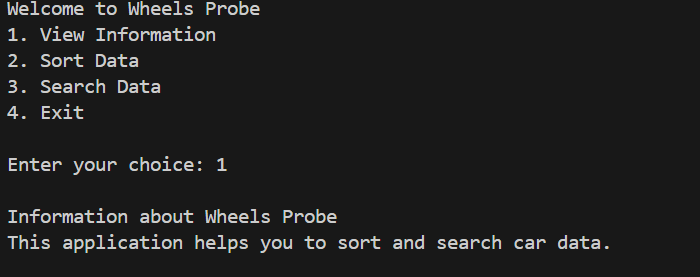 Welcome to Wheels Probe
1. View Information
2. Sort Data
3. Search Data
4. Exit
Enter your choice: 1
Information about Wheels Probe
This application helps you to sort and search car data.